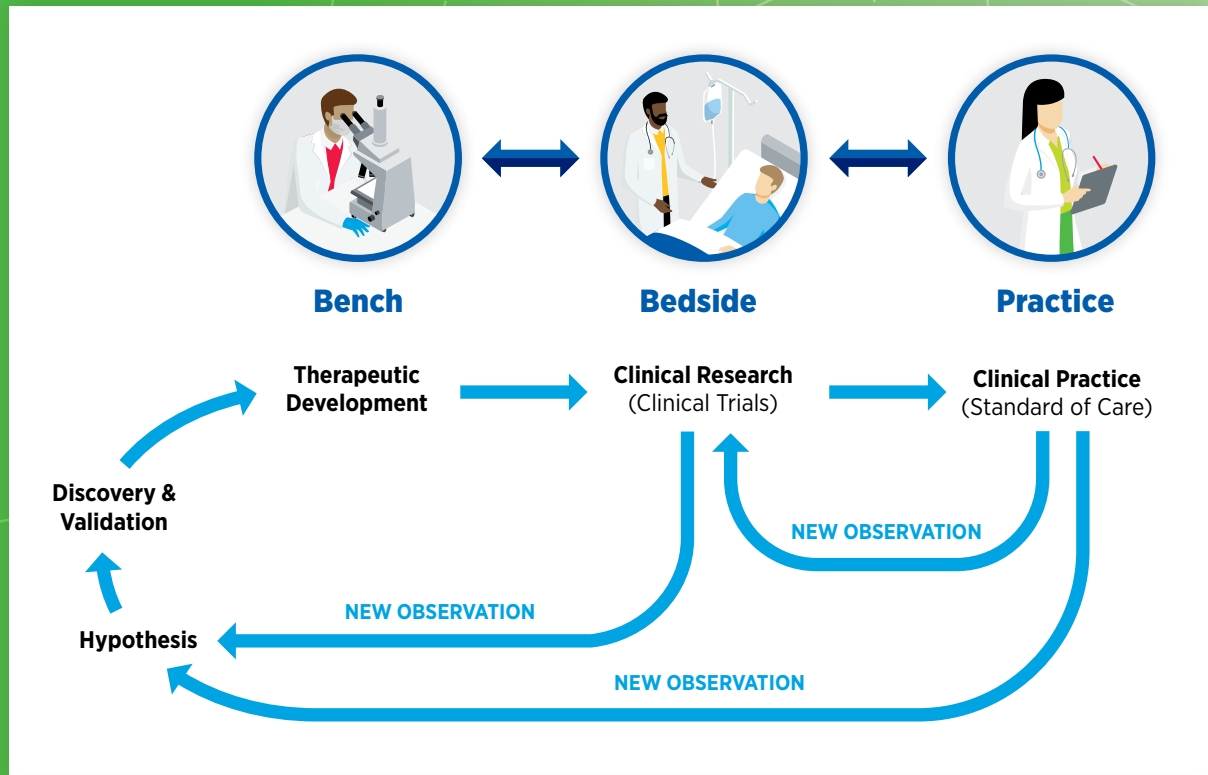 Bench
Bedside
Practice
Therapeutic
Development
Clinical Research
(Clinical Trials)
Clinical Practice
(Standard of Care)
Discovery &
Validation
NEW OBSERVATION
NEW OBSERVATION
Hypothesis
NEW OBSERVATION